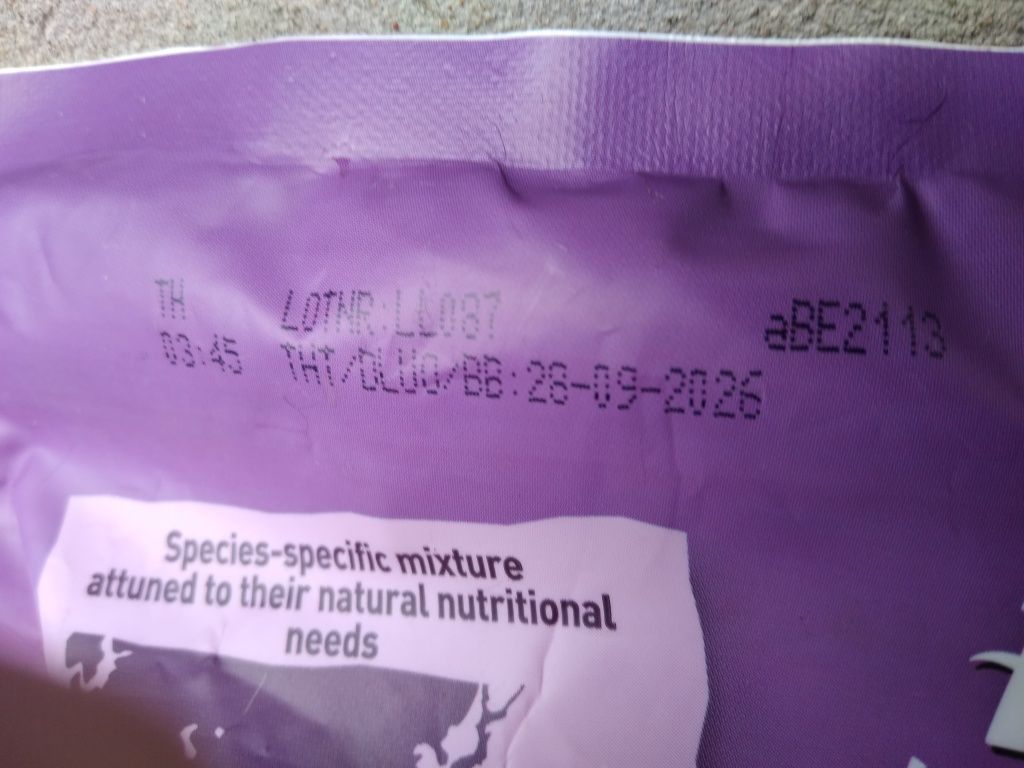 TH
03:45
LOTNR:LL087
THT/DLUO/BB:28-09-2026
aBE2113
Species-specific mixture
attuned to their natural nutritional
needs